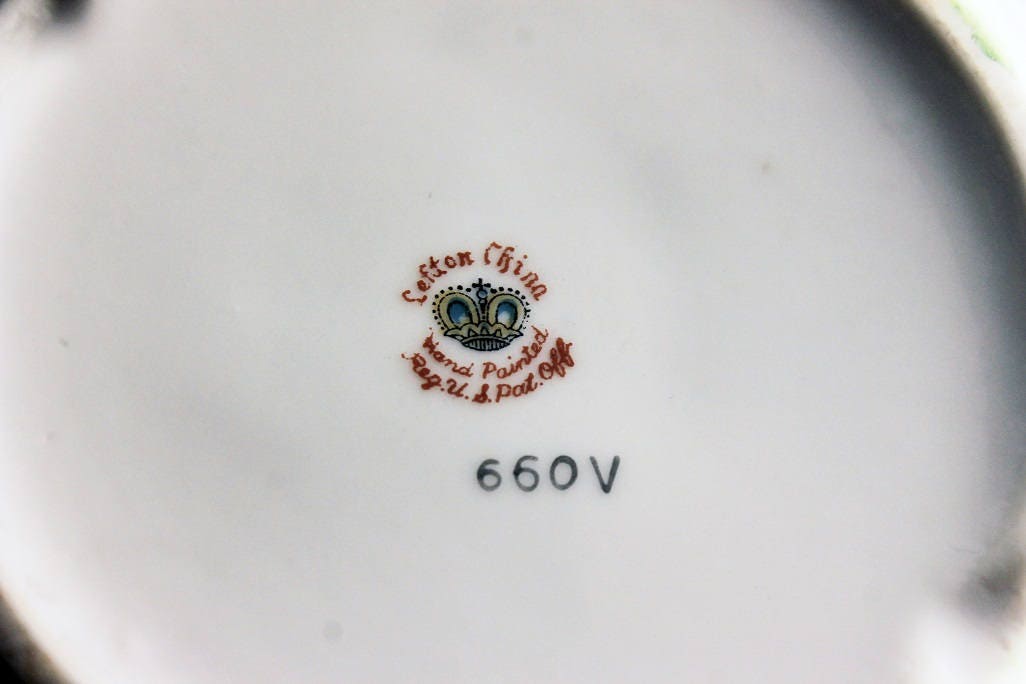 Lefton China
Hand Painted
Reg. U. S. Pat. Off.
660V